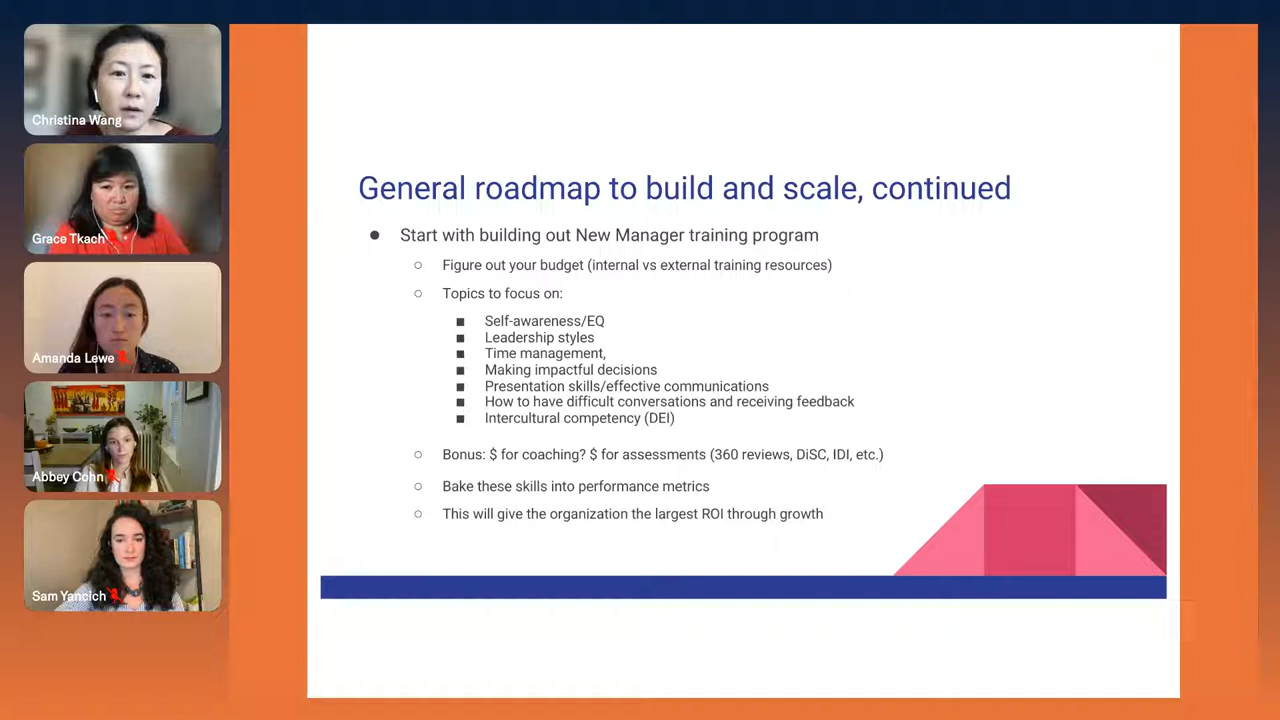 Christina Wang
Grace Tkach
Amanda Lewe
Abbey Cohn
Sam Yancich
General roadmap to build and scale, continued
● Start with building out New Manager training program
○ Figure out your budget (internal vs external training resources)
○ Topics to focus on:
■ Self-awareness/EQ
■ Leadership styles
■ Time management,
■ Making impactful decisions
■ Presentation skills/effective communications
■ How to have difficult conversations and receiving feedback
■ Intercultural competency (DEI)
○ Bonus: $ for coaching? $ for assessments (360 reviews, DiSC, IDI, etc.)
○ Bake these skills into performance metrics
○ This will give the organization the largest ROI through growth